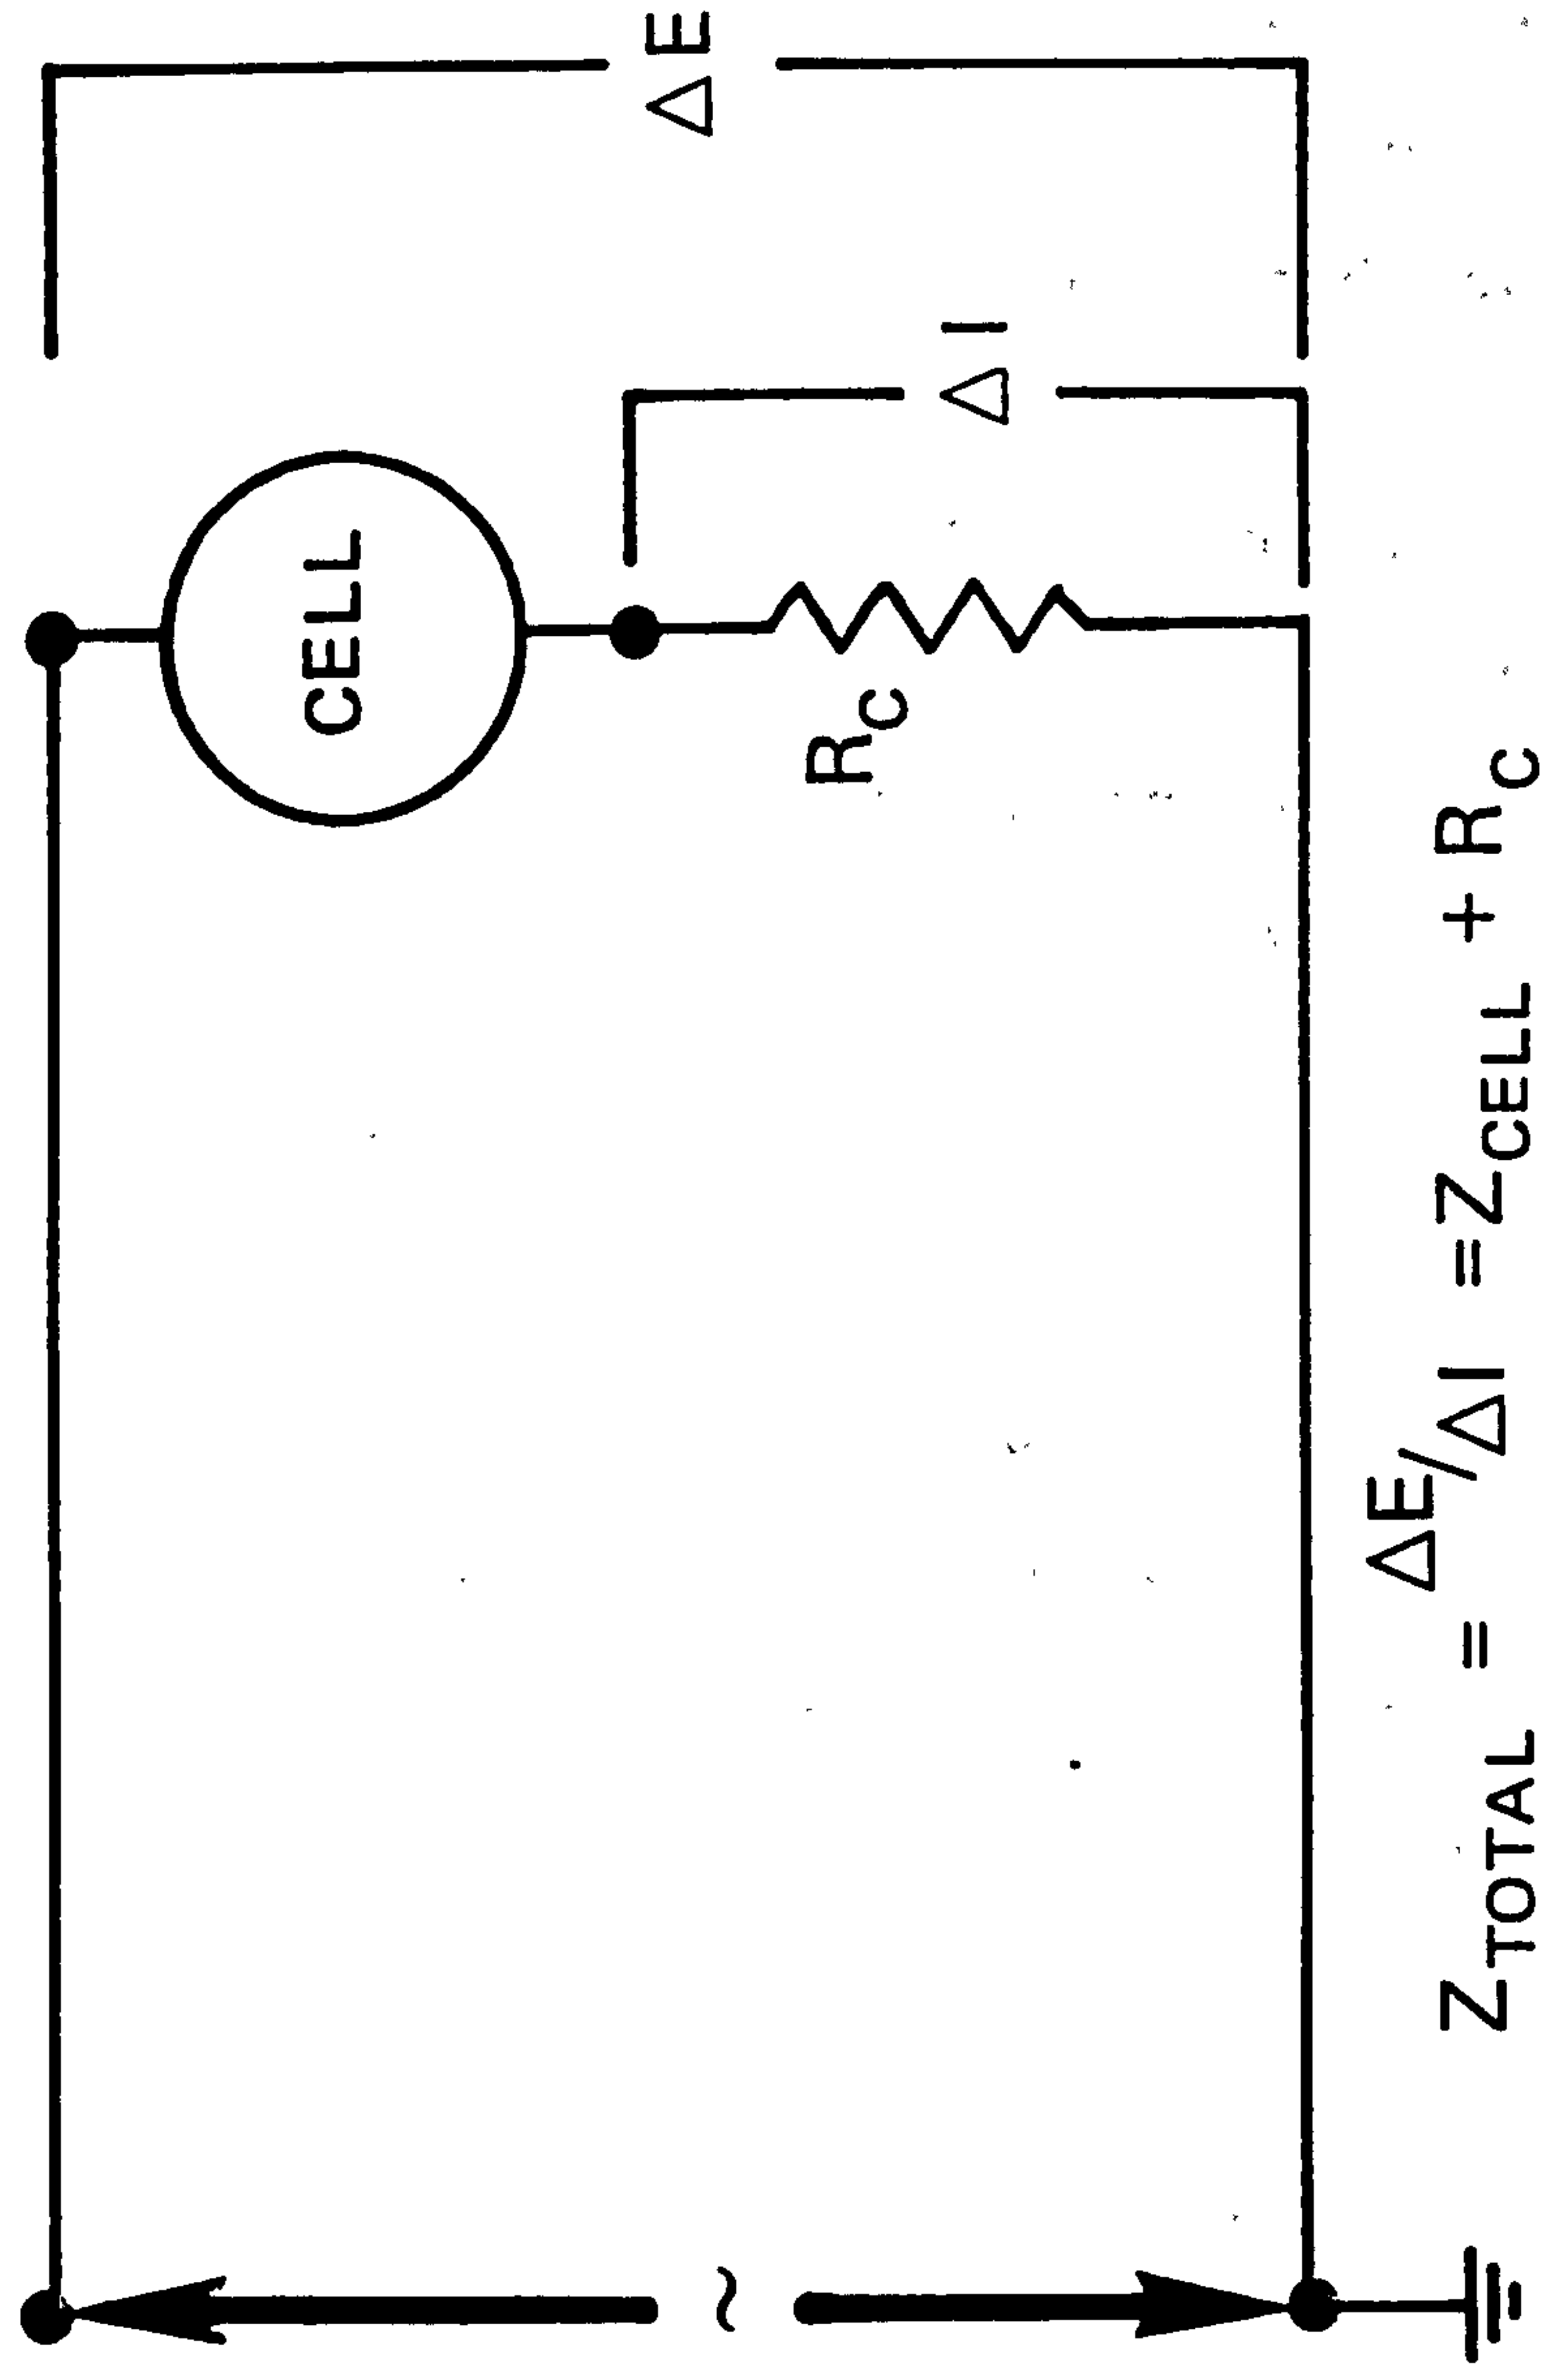 ΔE
ΔI
CELL
R_C
~
Z_TOTAL = ΔE/ΔI = Z_CELL + R_C